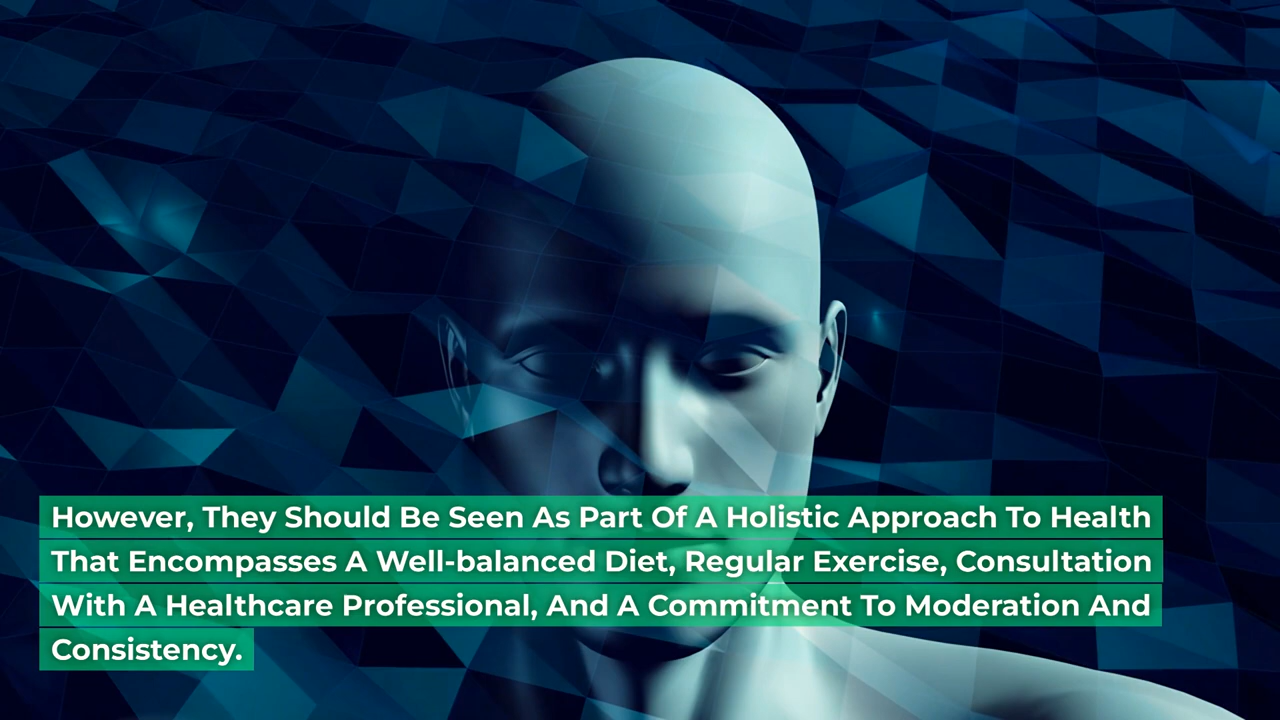 However, They Should Be Seen As Part Of A Holistic Approach To Health
That Encompasses A Well-balanced Diet, Regular Exercise, Consultation
With A Healthcare Professional, And A Commitment To Moderation And
Consistency.